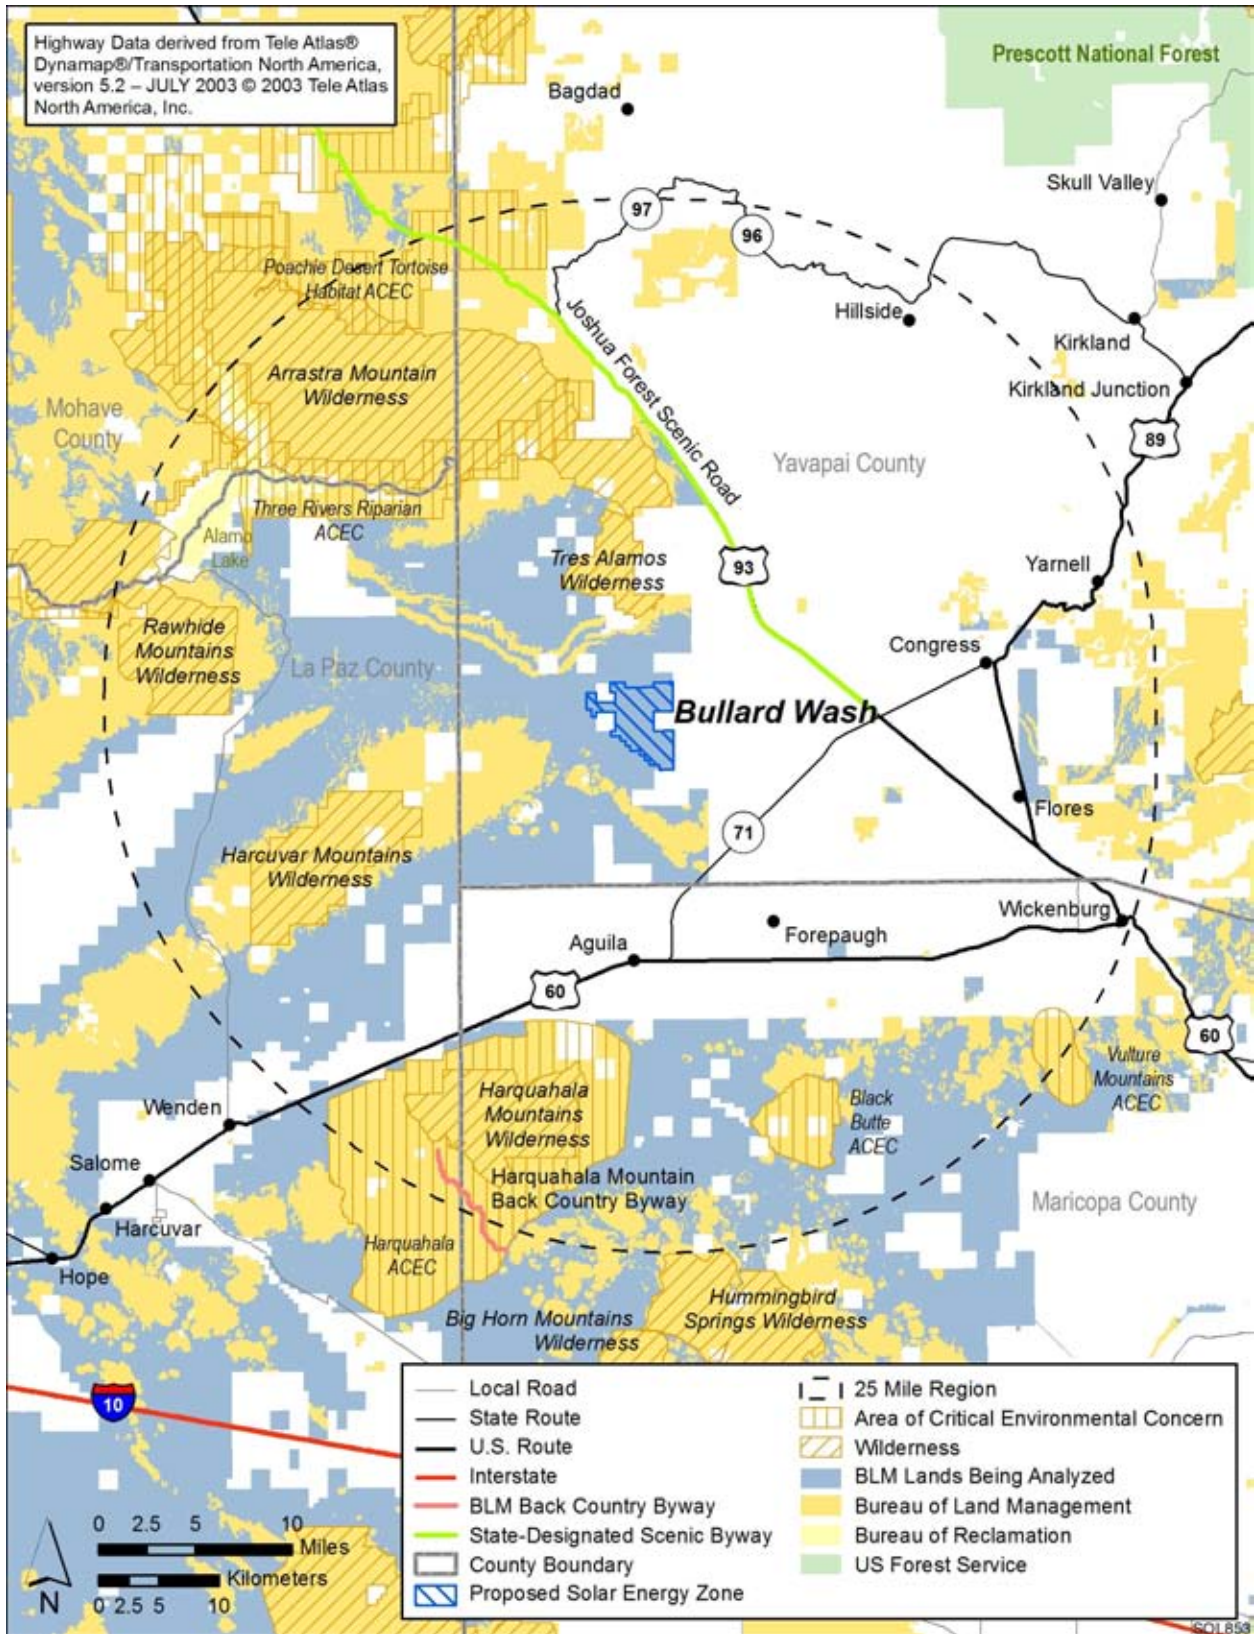 Highway Data derived from Tele Atlas®
Dynamap®/Transportation North America,
version 5.2 – JULY 2003 © 2003 Tele Atlas
North America, Inc.
Prescott National Forest
Bagdad
Skull Valley
97
96
Poachie Desert Tortoise
Habitat ACEC
Hillside
Kirkland
Joshua Forest Scenic Road
Arrastra Mountain
Wilderness
Kirkland Junction
Mohave
County
89
Yavapai County
Three Rivers Riparian
ACEC
Alamo
Lake
Tres Alamos
Wilderness
93
Yarnell
Rawhide
Mountains
Wilderness
Congress
La Paz County
Bullard Wash
Flores
71
Harcuvar Mountains
Wilderness
Wickenburg
Aguila
Forepaugh
60
60
Vulture
Mountains
ACEC
Harquahala
Mountains
Wilderness
Black
Butte
ACEC
Wenden
Salome
Harquahala Mountain
Back Country Byway
Maricopa County
Harcuvar
Harquahala
ACEC
Hope
Hummingbird
Springs Wilderness
Big Horn Mountains
Wilderness
10
Local Road
State Route
U.S. Route
Interstate
BLM Back Country Byway
State-Designated Scenic Byway
County Boundary
Proposed Solar Energy Zone
25 Mile Region
Area of Critical Environmental Concern
Wilderness
BLM Lands Being Analyzed
Bureau of Land Management
Bureau of Reclamation
US Forest Service
0 2.5 5 10
Miles
Kilometers
0 2.5 5 10
N
SOL853